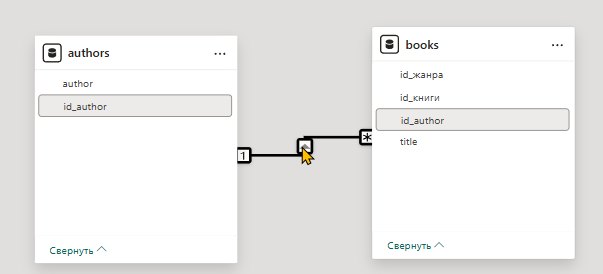 authors
...
author
id_author
Свернуть
1
*
books
...
id_жанра
id_книги
id_author
title
Свернуть